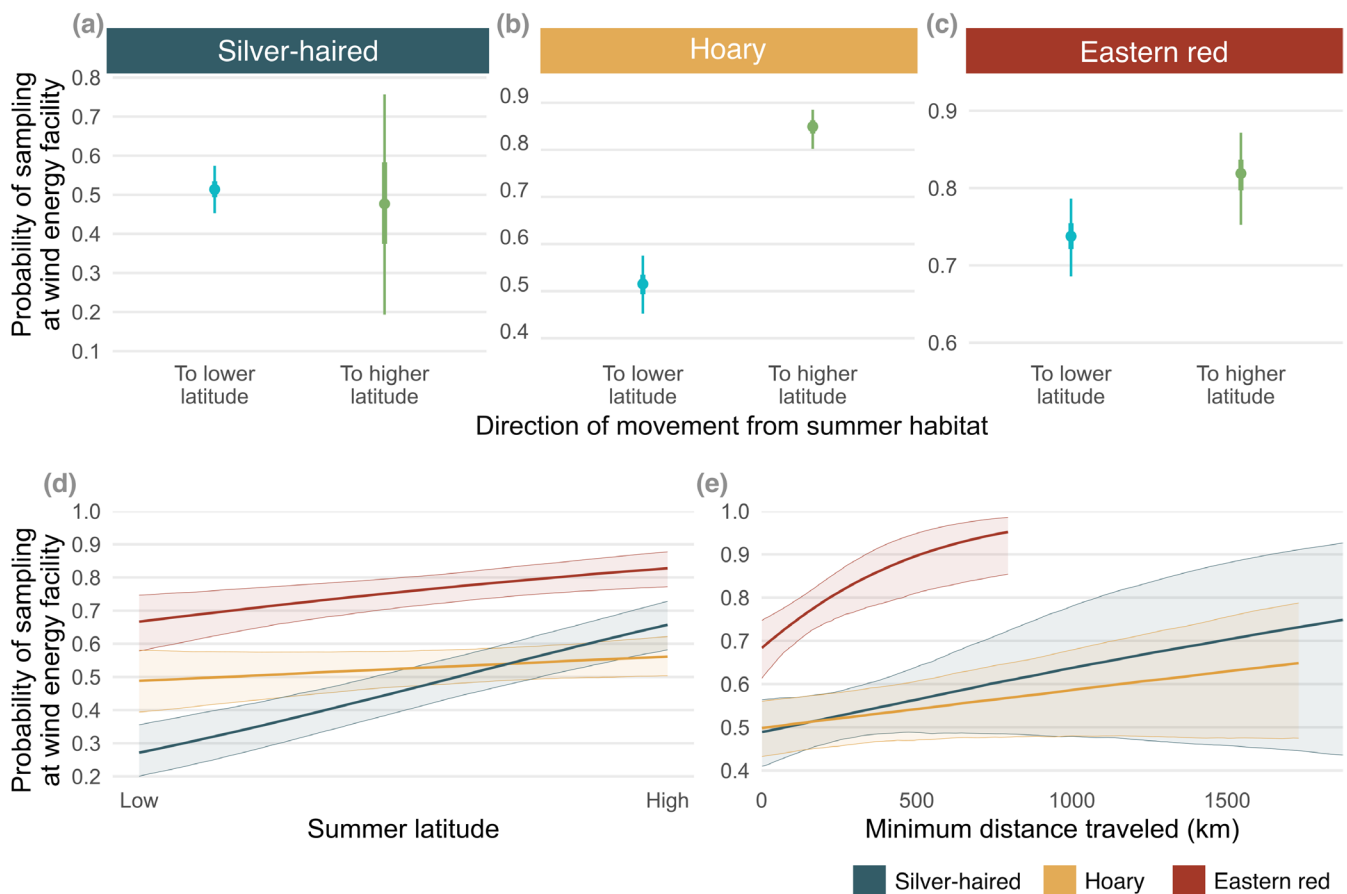 (a)
Silver-haired
(b)
Hoary
(c)
Eastern red
Probability of sampling
at wind energy facility
0.8
0.7
0.6
0.5
0.4
0.3
0.2
0.1
To lower
latitude
To higher
latitude
0.9
0.8
0.7
0.6
0.5
0.4
To lower
latitude
To higher
latitude
0.9
0.8
0.7
0.6
To lower
latitude
To higher
latitude
Direction of movement from summer habitat
(d)
Probability of sampling
at wind energy facility
1.0
0.9
0.8
0.7
0.6
0.5
0.4
0.3
0.2
Low
High
Summer latitude
(e)
1.0
0.9
0.8
0.7
0.6
0.5
0.4
0
500
1000
1500
Minimum distance traveled (km)
Silver-haired
Hoary
Eastern red